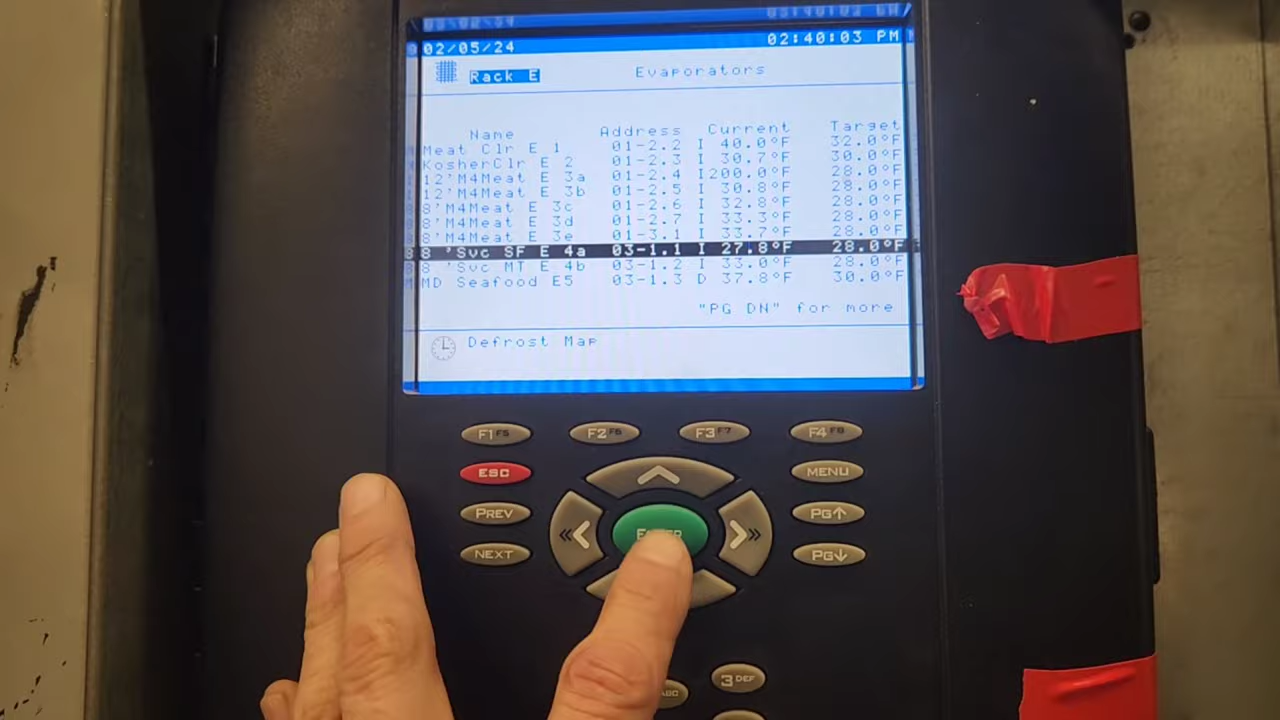 02/05/24 02:40:03 PM
Rack E Evaporators
Name Address Current Target
Meat Clr E 1 01-2.2 I 40.0°F 32.0°F
KosherClr E 2 01-2.3 I 30.7°F 30.0°F
12'M4Meat E 3a 01-2.4 I200.0°F 28.0°F
12'M4Meat E 3b 01-2.5 I 30.8°F 28.0°F
8'M4Meat E 3c 01-2.6 I 32.8°F 28.0°F
8'M4Meat E 3d 01-2.7 I 33.3°F 28.0°F
8'M4Meat E 3e 01-3.1 I 33.7°F 28.0°F
8 'Svc SF E 4a 03-1.1 I 27.8°F 28.0°F
8 'Svc MT E 4b 03-1.2 I 33.0°F 28.0°F
MD Seafood E5 03-1.3 D 37.8°F 30.0°F
"PG DN" for more
Defrost Map
F1 F5 F2 F6 F3 F7 F4 F8
ESC MENU
PREV PG↑
NEXT PG↓
ABC 3 DEF